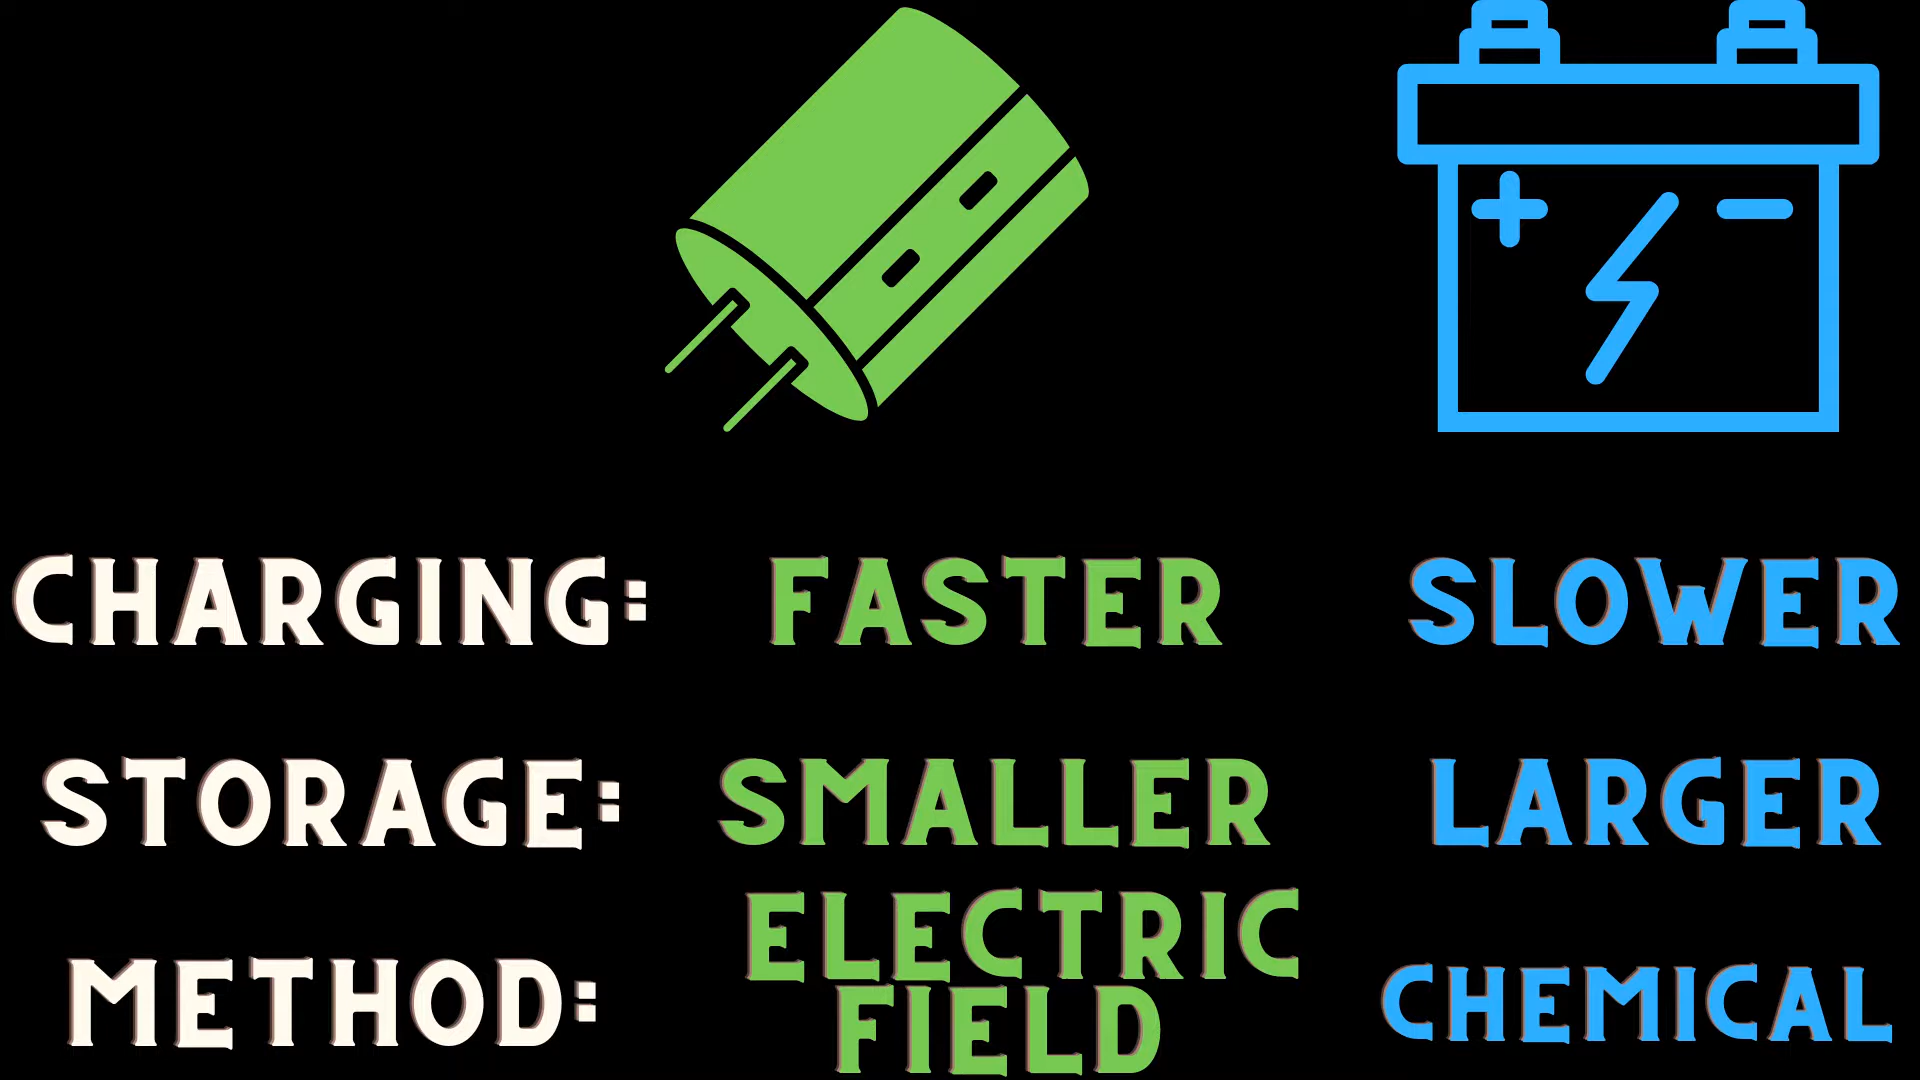 CHARGING: FASTER SLOWER
STORAGE: SMALLER LARGER
METHOD: ELECTRIC FIELD CHEMICAL